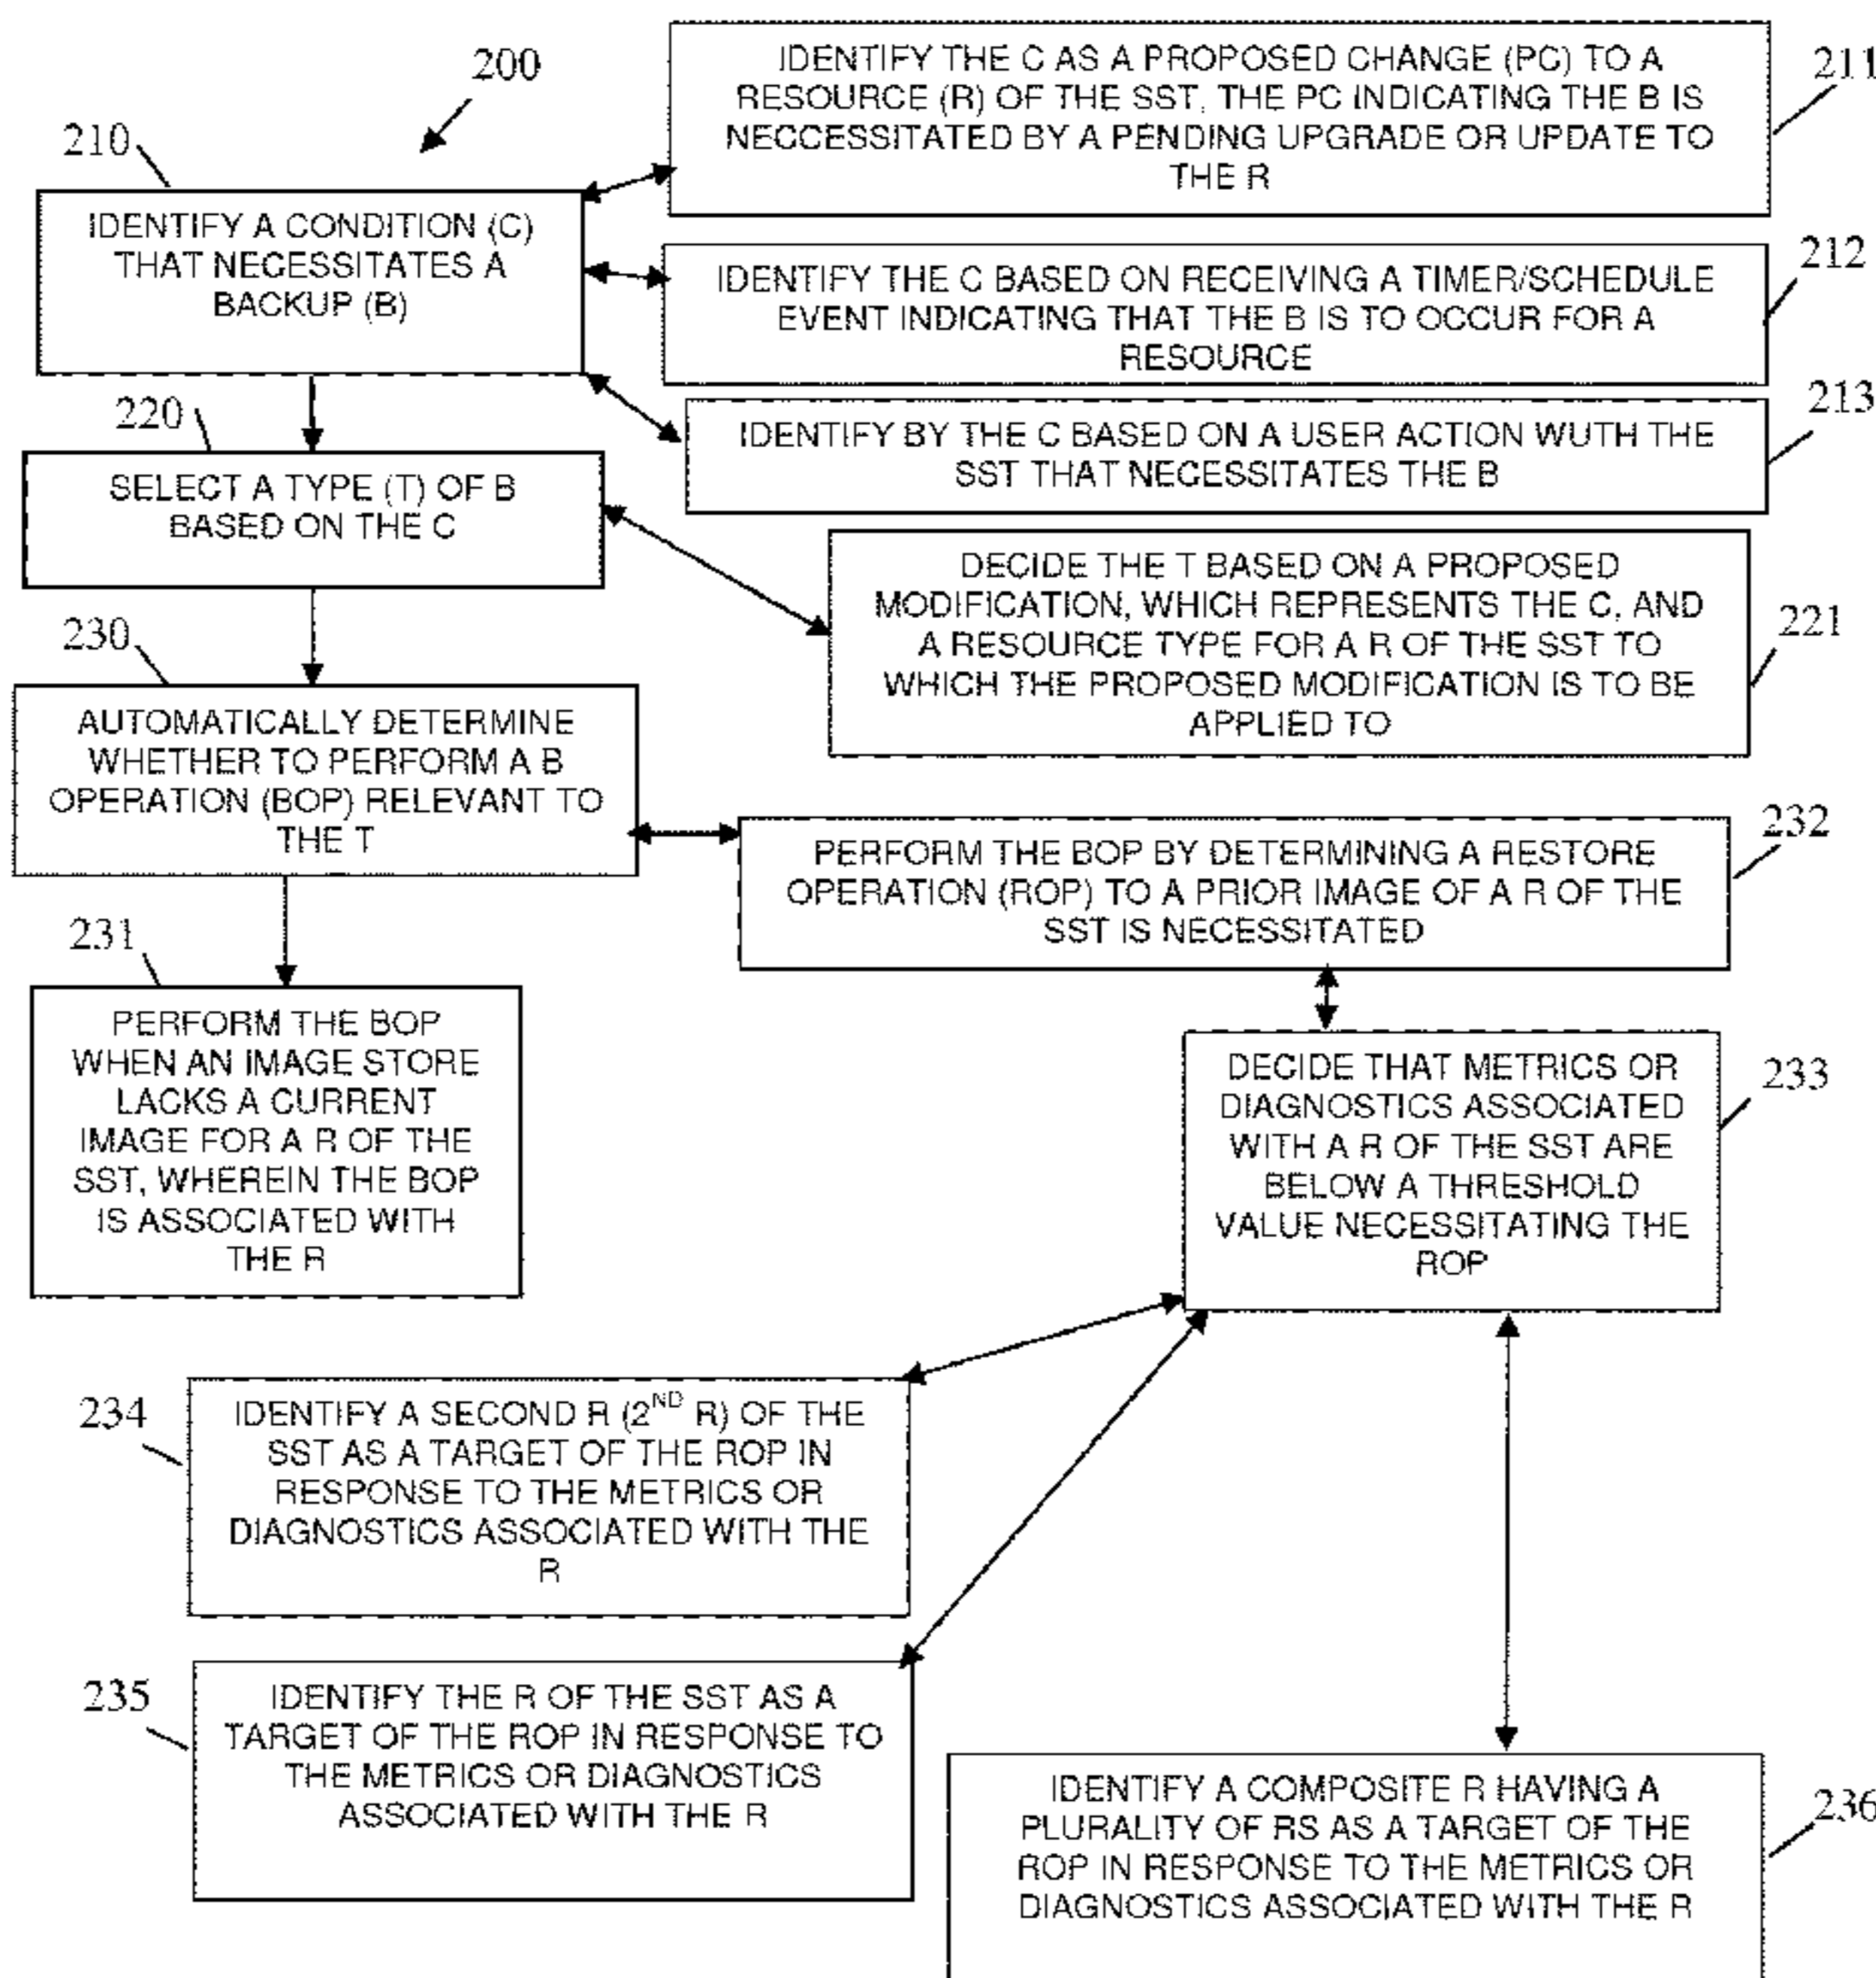 200
210
IDENTIFY A CONDITION (C)
THAT NECESSITATES A
BACKUP (B)
IDENTIFY THE C AS A PROPOSED CHANGE (PC) TO A
RESOURCE (R) OF THE SST, THE PC INDICATING THE B IS
NECCESSITATED BY A PENDING UPGRADE OR UPDATE TO
THE R
211
IDENTIFY THE C BASED ON RECEIVING A TIMER/SCHEDULE
EVENT INDICATING THAT THE B IS TO OCCUR FOR A
RESOURCE
212
IDENTIFY BY THE C BASED ON A USER ACTION WUTH THE
SST THAT NECESSITATES THE B
213
220
SELECT A TYPE (T) OF B
BASED ON THE C
DECIDE THE T BASED ON A PROPOSED
MODIFICATION, WHICH REPRESENTS THE C, AND
A RESOURCE TYPE FOR A R OF THE SST TO
WHICH THE PROPOSED MODIFICATION IS TO BE
APPLIED TO
221
230
AUTOMATICALLY DETERMINE
WHETHER TO PERFORM A B
OPERATION (BOP) RELEVANT TO
THE T
PERFORM THE BOP BY DETERMINING A RESTORE
OPERATION (ROP) TO A PRIOR IMAGE OF A R OF THE
SST IS NECESSITATED
232
231
PERFORM THE BOP
WHEN AN IMAGE STORE
LACKS A CURRENT
IMAGE FOR A R OF THE
SST, WHEREIN THE BOP
IS ASSOCIATED WITH
THE R
DECIDE THAT METRICS OR
DIAGNOSTICS ASSOCIATED
WITH A R OF THE SST ARE
BELOW A THRESHOLD
VALUE NECESSITATING THE
ROP
233
234
IDENTIFY A SECOND R (2ND R) OF THE
SST AS A TARGET OF THE ROP IN
RESPONSE TO THE METRICS OR
DIAGNOSTICS ASSOCIATED WITH THE
R
235
IDENTIFY THE R OF THE SST AS A
TARGET OF THE ROP IN RESPONSE TO
THE METRICS OR DIAGNOSTICS
ASSOCIATED WITH THE R
IDENTIFY A COMPOSITE R HAVING A
PLURALITY OF RS AS A TARGET OF THE
ROP IN RESPONSE TO THE METRICS OR
DIAGNOSTICS ASSOCIATED WITH THE R
236